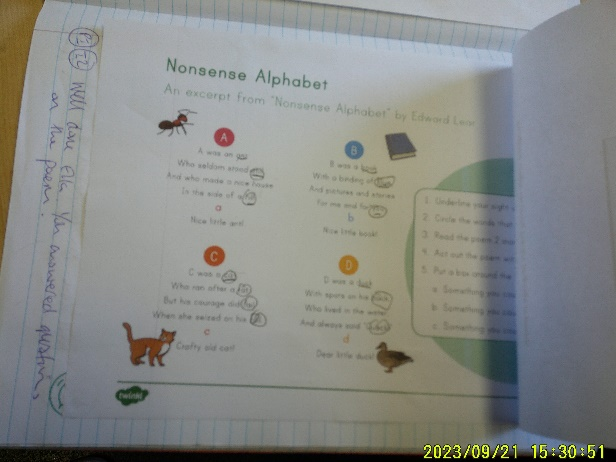 Nonsense Alphabet
An excerpt from "Nonsense Alphabet" by Edward Lear
A
A was an ant
Who seldom stood still
And who made a nice house
In the side of a hill
a
Nice little ant!
B
B was a book
With a binding of blue
And pictures and stories
For me and for you
b
Nice little book!
C
C was a cat
Who ran after a rat
But his courage did fail
When she seized on his tail
c
Crafty old cat!
D
D was a duck
With spots on his back
Who lived in the water
And always said "Quack!"
d
Dear little duck!
1. Underline your
2. Circle the words that
3. Read the poem 2
4. Act out the poem
5. Put a box around the
a. Something you
b. Something you
c. Something you
twinkl
Well done Ella. You answered questions
on the poem.
2023/09/21 15:30:51